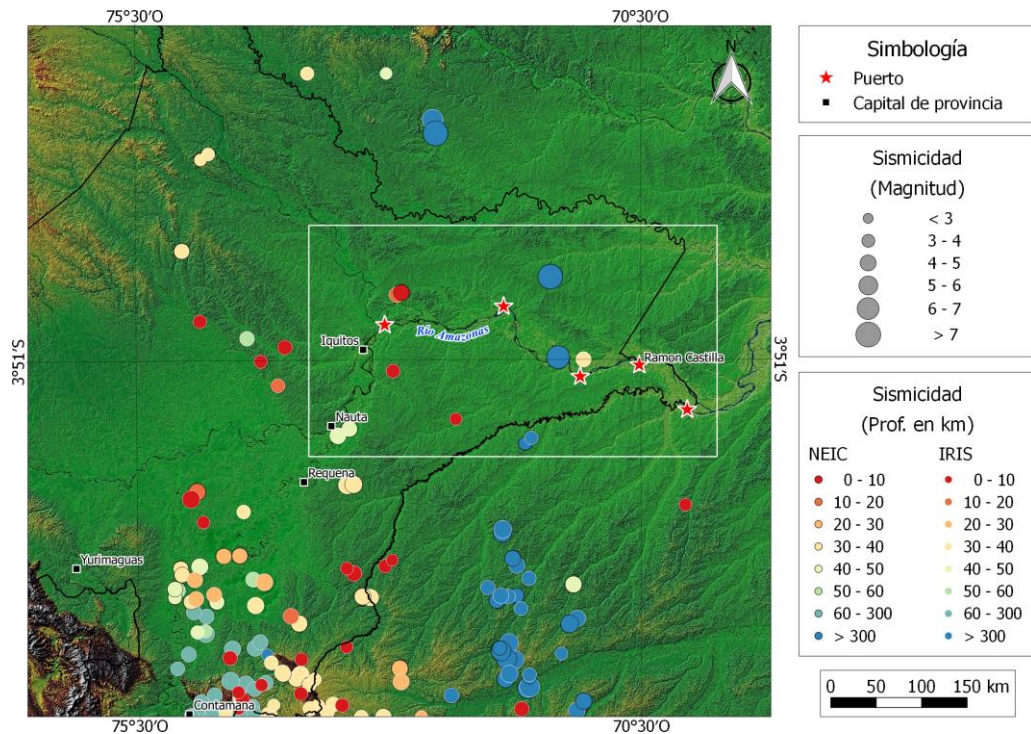 75°30'O
70°30'O
N
3°51'S
3°51'S
Río Amazonas
Iquitos
Ramon Castilla
Nauta
Requena
Yurimaguas
Contamana
75°30'O
70°30'O
Simbología
Puerto
Capital de provincia
Sismicidad
(Magnitud)
< 3
3 - 4
4 - 5
5 - 6
6 - 7
> 7
Sismicidad
(Prof. en km)
NEIC IRIS
0 - 10 0 - 10
10 - 20 10 - 20
20 - 30 20 - 30
30 - 40 30 - 40
40 - 50 40 - 50
50 - 60 50 - 60
60 - 300 60 - 300
> 300 > 300
0 50 100 150 km